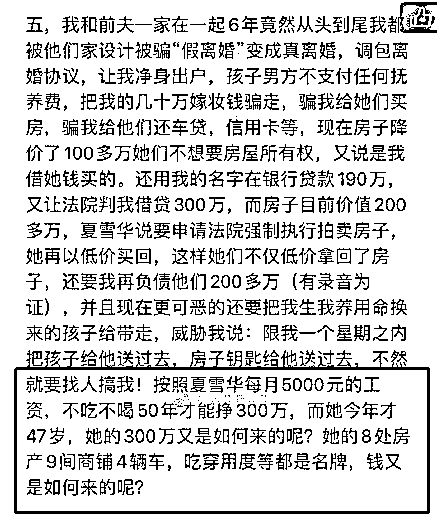 五，我和前夫一家在一起6年竟然从头到尾我都
被他们家设计被骗“假离婚”变成真离婚，调包离
婚协议，让我净身出户，孩子男方不支付任何抚
养费，把我的几十万嫁妆钱骗走，骗我给她们买
房，骗我给他们还车贷，信用卡等，现在房子降
价了100多万她们不想要房屋所有权，又说是我
借她钱买的。还用我的名字在银行贷款190万，
又让法院判我借贷300万，而房子目前价值200
多万，夏雪华说要申请法院强制执行拍卖房子，
她再以低价买回，这样她们不仅低价拿回了房
子，还要我再负债他们200多万（有录音为
证），并且现在更可恶的还要把我生我养用命换
来的孩子给带走，威胁我说：限我一个星期之内
把孩子给他送过去，房子钥匙给他送过去，不然
就要找人搞我！按照夏雪华每月5000元的工
资，不吃不喝50年才能挣300万，而她今年才
47岁，她的300万又是如何来的呢？她的8处房
产9间商铺4辆车，吃穿用度等都是名牌，钱又
是如何来的呢？